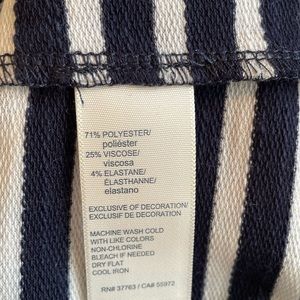 71% POLYESTER/
poliéster
25% VISCOSE/
viscosa
4% ELASTANE/
ÉLASTHANNE/
elastano
EXCLUSIVE OF DECORATION/
EXCLUSIF DE DECORATION
MACHINE WASH COLD
WITH LIKE COLORS
NON-CHLORINE
BLEACH IF NEEDED
DRY FLAT
COOL IRON
RN# 37763 / CA# 55972